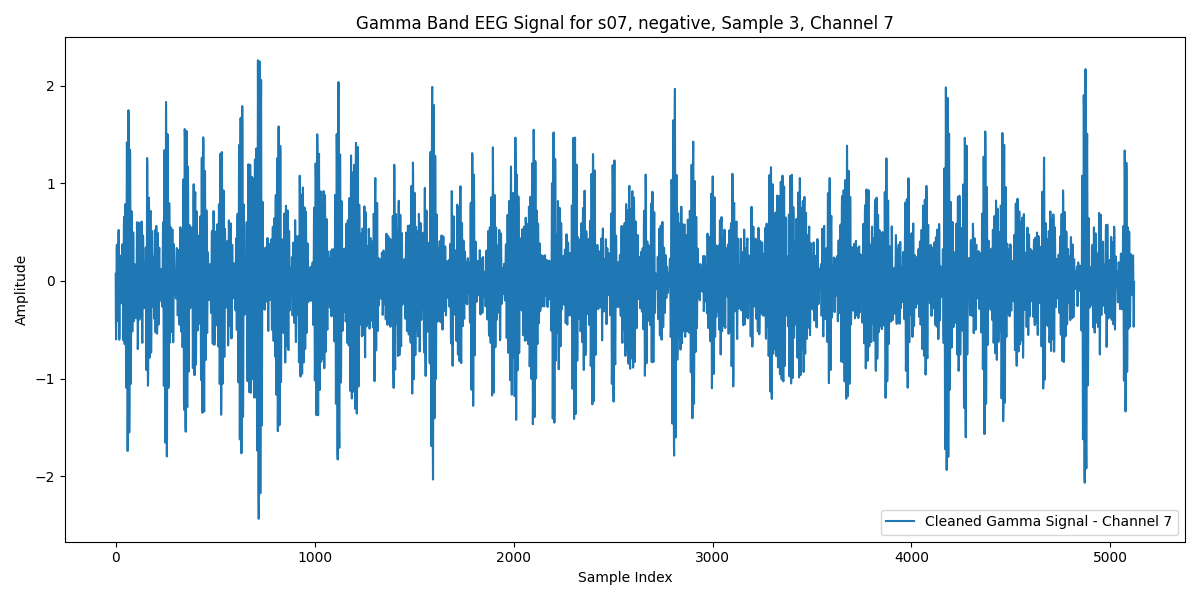 Gamma Band EEG Signal for s07, negative, Sample 3, Channel 7
Amplitude
2
1
0
−1
−2
0 1000 2000 3000 4000 5000
Sample Index
Cleaned Gamma Signal - Channel 7